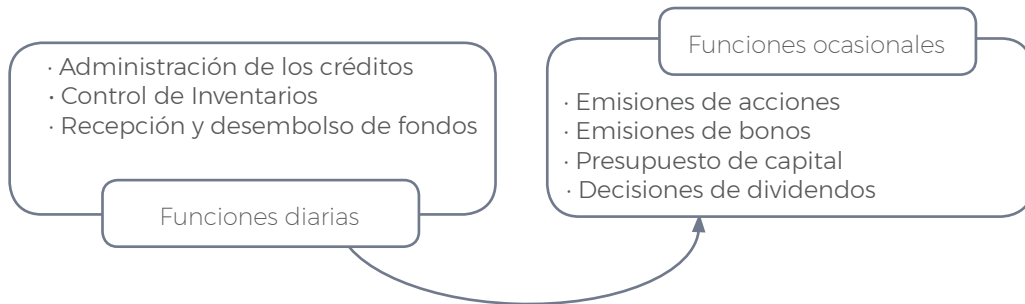 · Administración de los créditos
· Control de Inventarios
· Recepción y desembolso de fondos
Funciones diarias
Funciones ocasionales
· Emisiones de acciones
· Emisiones de bonos
· Presupuesto de capital
· Decisiones de dividendos